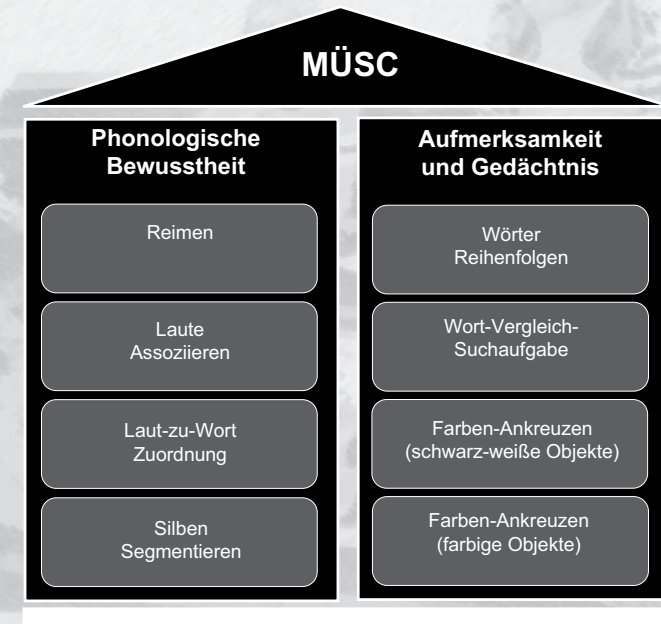 MÜSC
Phonologische
Bewusstheit
Reimen
Laute
Assoziieren
Laut-zu-Wort
Zuordnung
Silben
Segmentieren
Aufmerksamkeit
und Gedächtnis
Wörter
Reihenfolgen
Wort-Vergleich-
Suchaufgabe
Farben-Ankreuzen
(schwarz-weiße Objekte)
Farben-Ankreuzen
(farbige Objekte)